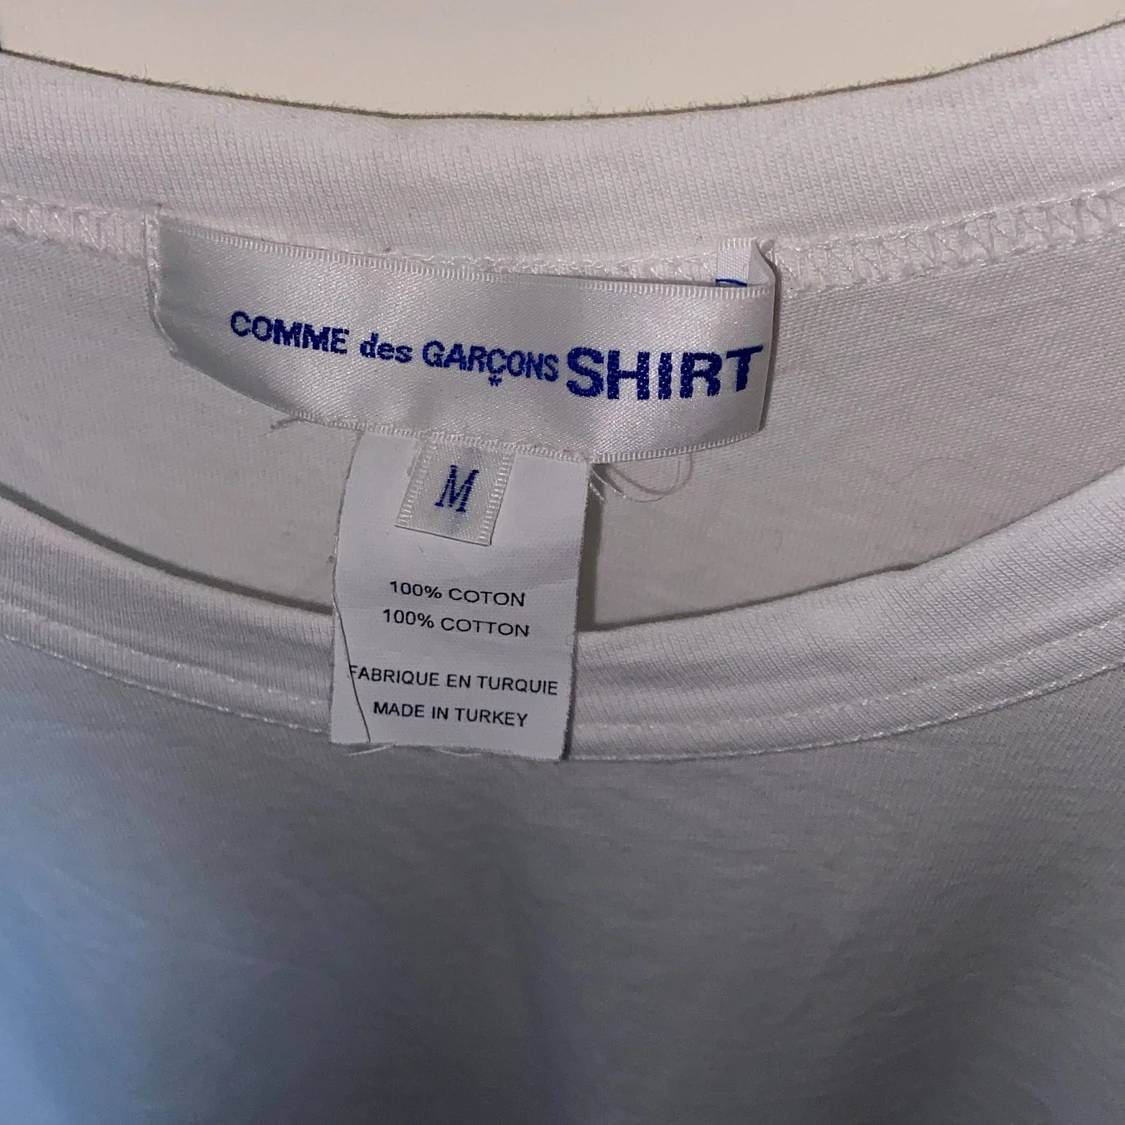 COMME des GARÇONS SHIRT
*
M
100% COTON
100% COTTON
FABRIQUE EN TURQUIE
MADE IN TURKEY